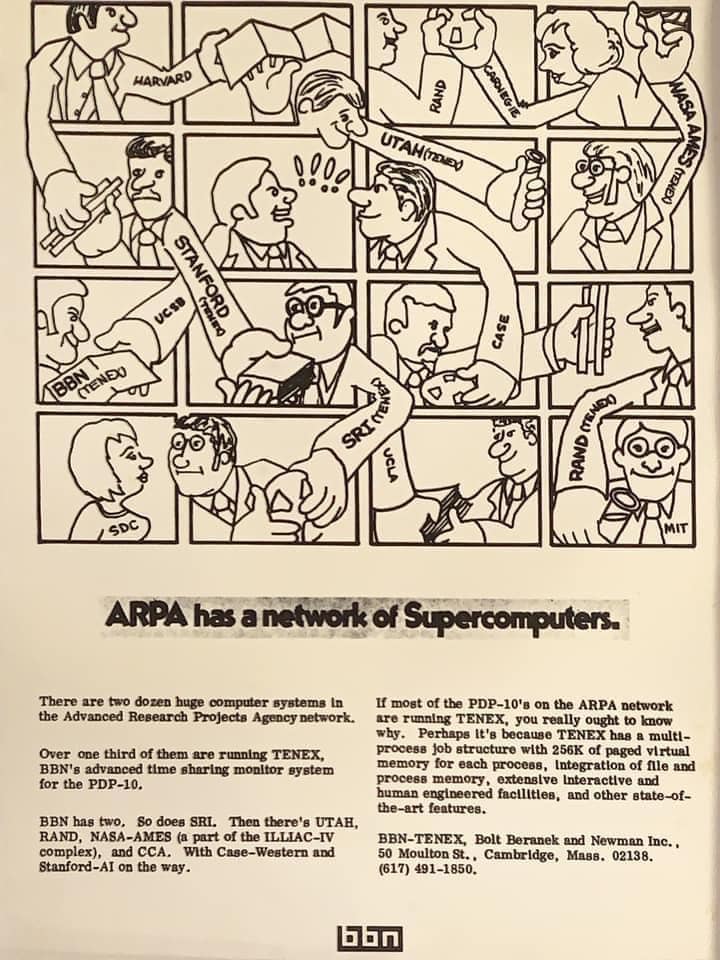 HARVARD
RAND
CARNEGIE
NASA AMES
(TENEX)
UTAH (TENEX)
!!!!
STANFORD
(TENEX)
UCSB
BBN
(TENEX)
CASE
SRI (TENEX)
UCLA
RAND (TENEX)
SDC
MIT
ARPA has a network of Supercomputers.
There are two dozen huge computer systems in
the Advanced Research Projects Agency network.
Over one third of them are running TENEX,
BBN's advanced time sharing monitor system
for the PDP-10.
BBN has two. So does SRI. Then there's UTAH,
RAND, NASA-AMES (a part of the ILLIAC-IV
complex), and CCA. With Case-Western and
Stanford-AI on the way.
If most of the PDP-10's on the ARPA network
are running TENEX, you really ought to know
why. Perhaps it's because TENEX has a multi-
process job structure with 256K of paged virtual
memory for each process, integration of file and
process memory, extensive interactive and
human engineered facilities, and other state-of-
the-art features.
BBN-TENEX, Bolt Beranek and Newman Inc.,
50 Moulton St., Cambridge, Mass. 02138.
(617) 491-1850.
bbn